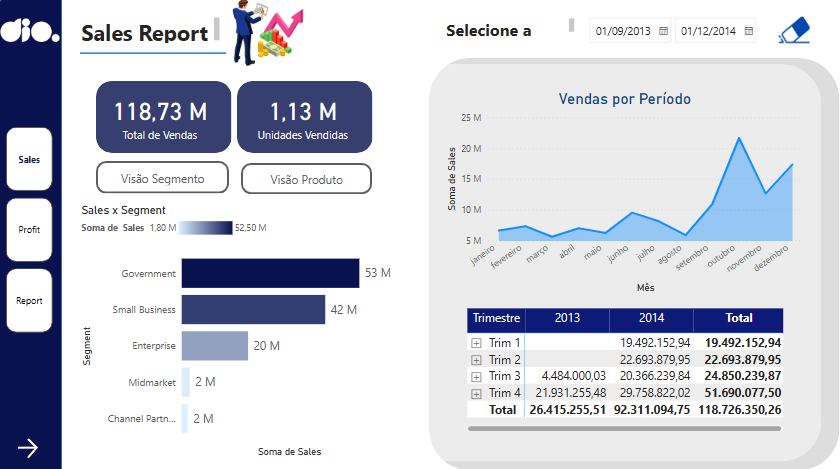 dio.
Sales Report
Selecione a
01/09/2013
01/12/2014
Sales
Profit
Report
118,73 M
Total de Vendas
1,13 M
Unidades Vendidas
Visão Segmento
Visão Produto
Sales x Segment
Soma de Sales 1,80 M 52,50 M
Segment
Government 53 M
Small Business 42 M
Enterprise 20 M
Midmarket 2 M
Channel Partn... 2 M
Soma de Sales
Vendas por Período
Soma de Sales
25 M
20 M
15 M
10 M
5 M
janeiro fevereiro março abril maio junho julho agosto setembro outubro novembro dezembro
Mês
Trimestre 2013 2014 Total
Trim 1 19.492.152,94 19.492.152,94
Trim 2 22.693.879,95 22.693.879,95
Trim 3 4.484.000,03 20.366.239,84 24.850.239,87
Trim 4 21.931.255,48 29.758.822,02 51.690.077,50
Total 26.415.255,51 92.311.094,75 118.726.350,26